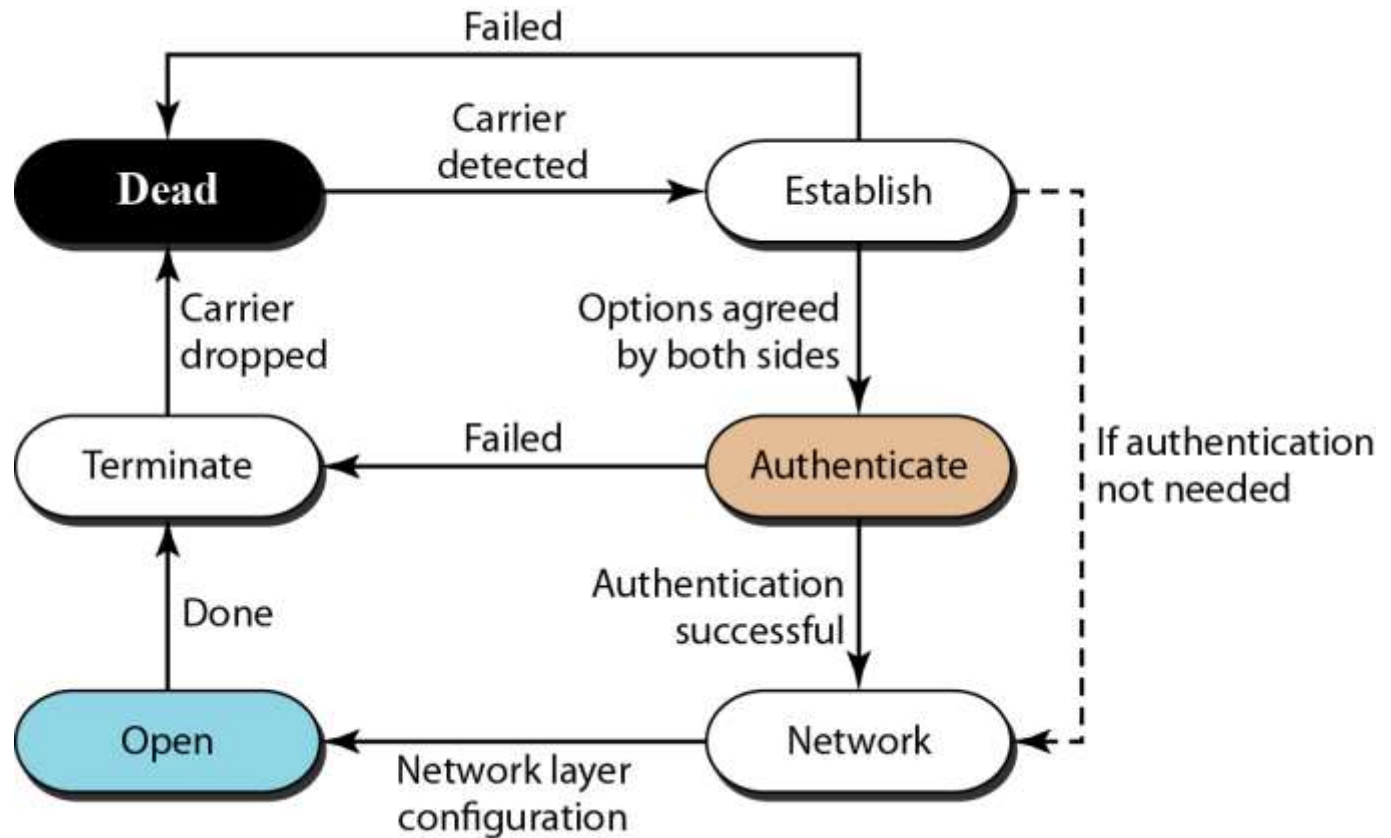 Failed
Carrier
detected
Dead
Establish
Carrier
dropped
Options agreed
by both sides
Failed
If authentication
not needed
Terminate
Authenticate
Done
Authentication
successful
Open
Network
Network layer
configuration